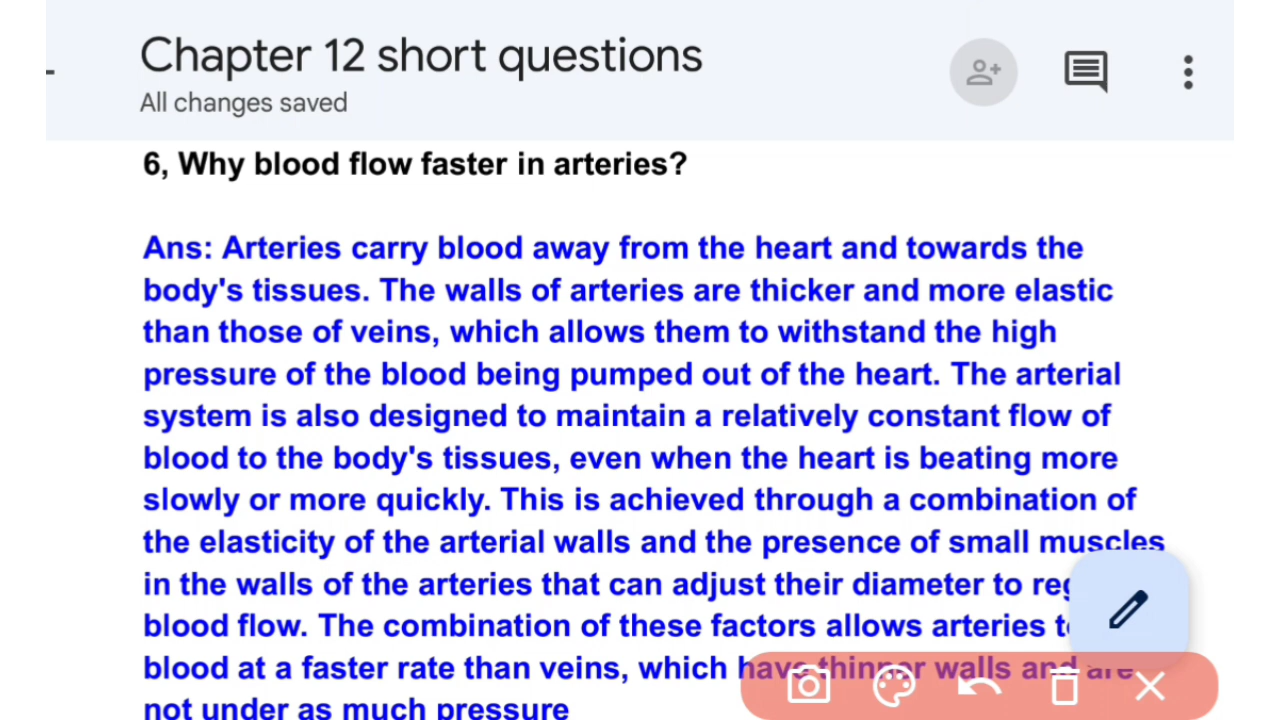 Chapter 12 short questions
All changes saved
6, Why blood flow faster in arteries?
Ans: Arteries carry blood away from the heart and towards the
body's tissues. The walls of arteries are thicker and more elastic
than those of veins, which allows them to withstand the high
pressure of the blood being pumped out of the heart. The arterial
system is also designed to maintain a relatively constant flow of
blood to the body's tissues, even when the heart is beating more
slowly or more quickly. This is achieved through a combination of
the elasticity of the arterial walls and the presence of small muscles
in the walls of the arteries that can adjust their diameter to
blood flow. The combination of these factors allows arteries
blood at a faster rate than veins, which have thinner walls and are
not under as much pressure